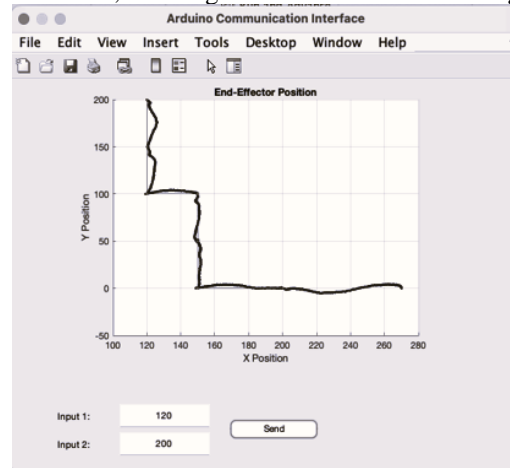 Arduino Communication Interface
File Edit View Insert Tools Desktop Window Help
End-Effector Position
200
150
100
50
0
-50
Y Position
100 120 140 160 180 200 220 240 260 280
X Position
Input 1: 120
Send
Input 2: 200